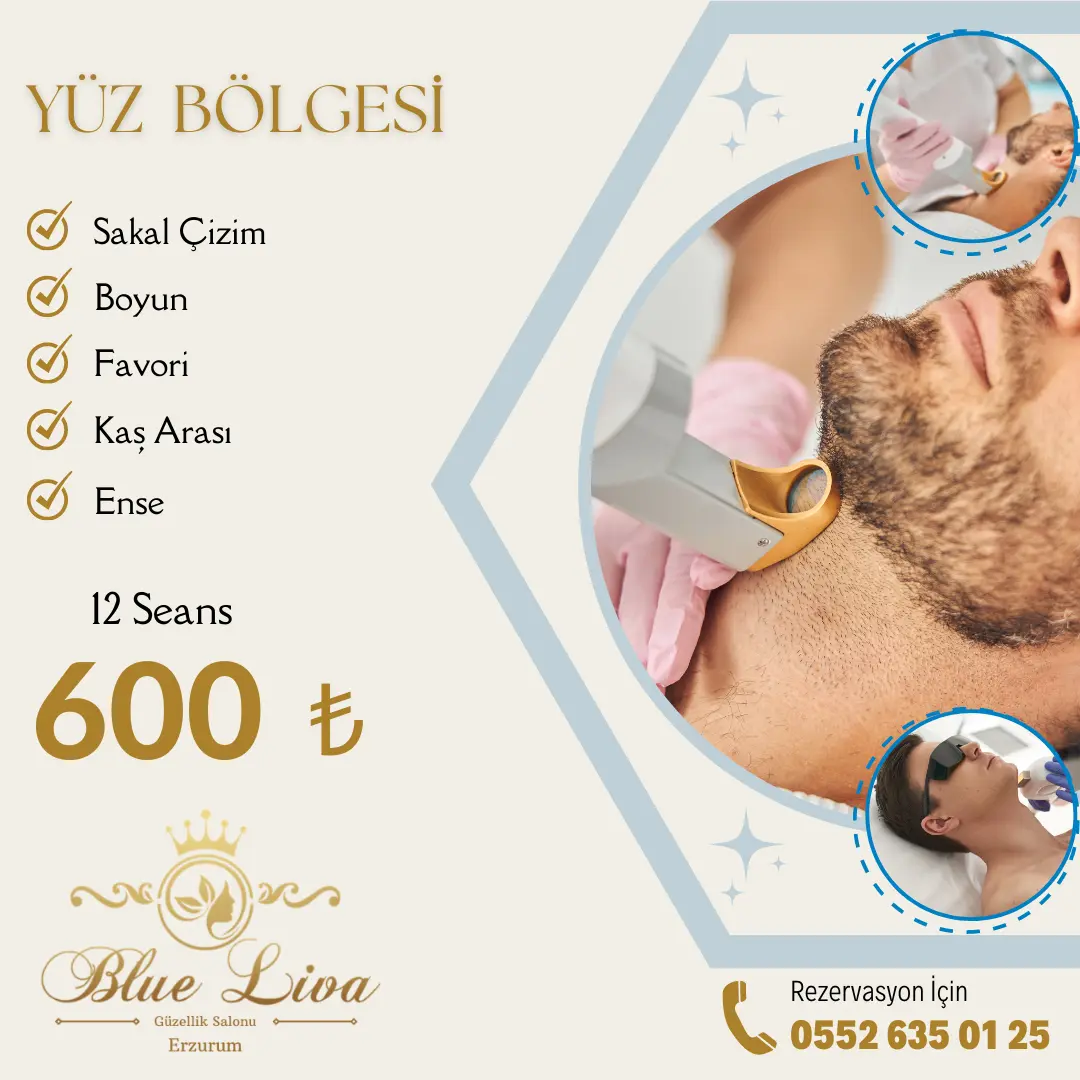 YÜZ BÖLGESİ
Sakal Çizim
Boyun
Favori
Kaş Arası
Ense
12 Seans
600 ₺
Blue Liva
Güzellik Salonu
Erzurum
Rezervasyon İçin
0552 635 01 25